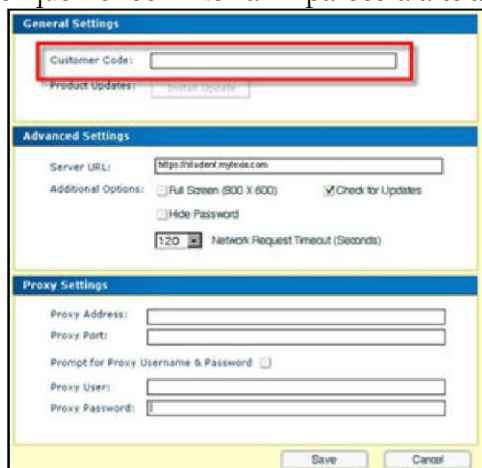 General Settings
Customer Code:
Product Updates: Install Update
Advanced Settings
Server URL: https://student.mylexia.com
Additional Options: Full Screen (800 X 600) Check for Updates
Hide Password
120 Network Request Timeout (Seconds)
Proxy Settings
Proxy Address:
Proxy Port:
Prompt for Proxy Username & Password
Proxy User:
Proxy Password:
Save Cancel